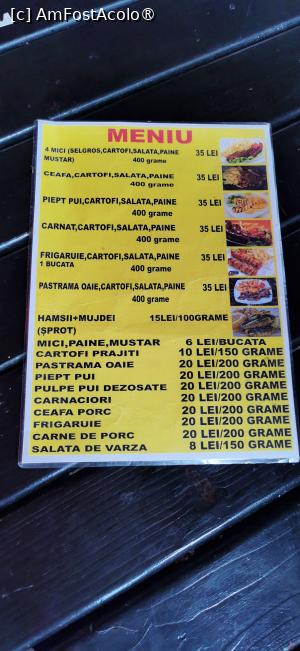 [c] AmFostAcolo®
MENIU
4 MICI (SELGROS,CARTOFI,SALATA,PAINE 35 LEI
MUSTAR) 400 grame
CEAFA,CARTOFI,SALATA,PAINE 35 LEI
400 grame
PIEPT PUI,CARTOFI,SALATA,PAINE 35 LEI
400 grame
CARNAT,CARTOFI,SALATA,PAINE 35 LEI
400 grame
FRIGARUIE,CARTOFI,SALATA,PAINE 35 LEI
1 BUCATA 400 grame
PASTRAMA OAIE,CARTOFI,SALATA,PAINE 35 LEI
400 grame
HAMSII+MUJDEI 15LEI/100GRAME
(ȘPROT)
MICI,PAINE,MUSTAR 6 LEI/BUCATA
CARTOFI PRAJITI 10 LEI/150 GRAME
PASTRAMA OAIE 20 LEI/200 GRAME
PIEPT PUI 20 LEI/200 GRAME
PULPE PUI DEZOSATE 20 LEI/200 GRAME
CARNACIORI 20 LEI/200 GRAME
CEAFA PORC 20 LEI/200 GRAME
FRIGARUIE 20 LEI/200 GRAME
CARNE DE PORC 20 LEI/200 GRAME
SALATA DE VARZA 8 LEI/150 GRAME